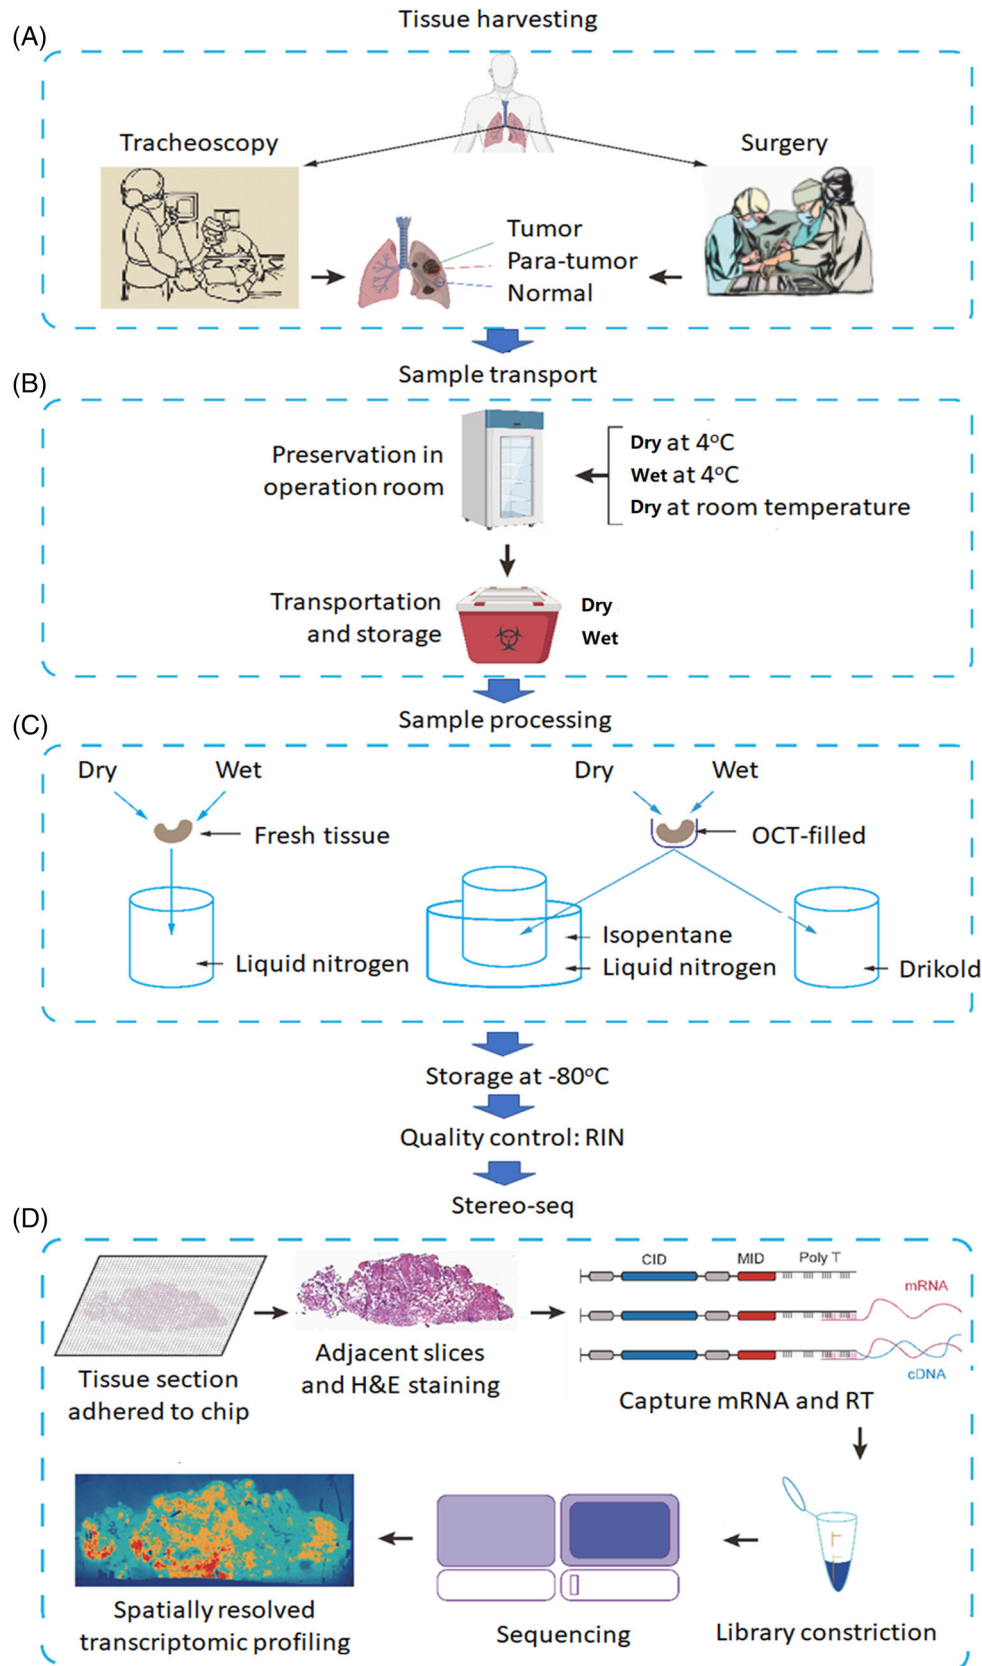 Tissue harvesting
(A)
Tracheoscopy
Surgery
Tumor
Para-tumor
Normal
Sample transport
(B)
Preservation in
operation room
Dry at 4°C
Wet at 4°C
Dry at room temperature
Transportation
and storage
Dry
Wet
Sample processing
(C)
Dry
Wet
Fresh tissue
Liquid nitrogen
Dry
Wet
OCT-filled
Isopentane
Liquid nitrogen
Drikold
Storage at -80°C
Quality control: RIN
Stereo-seq
(D)
Tissue section
adhered to chip
Adjacent slices
and H&E staining
CID
MID
Poly T
mRNA
cDNA
Capture mRNA and RT
Spatially resolved
transcriptomic profiling
Sequencing
Library constriction